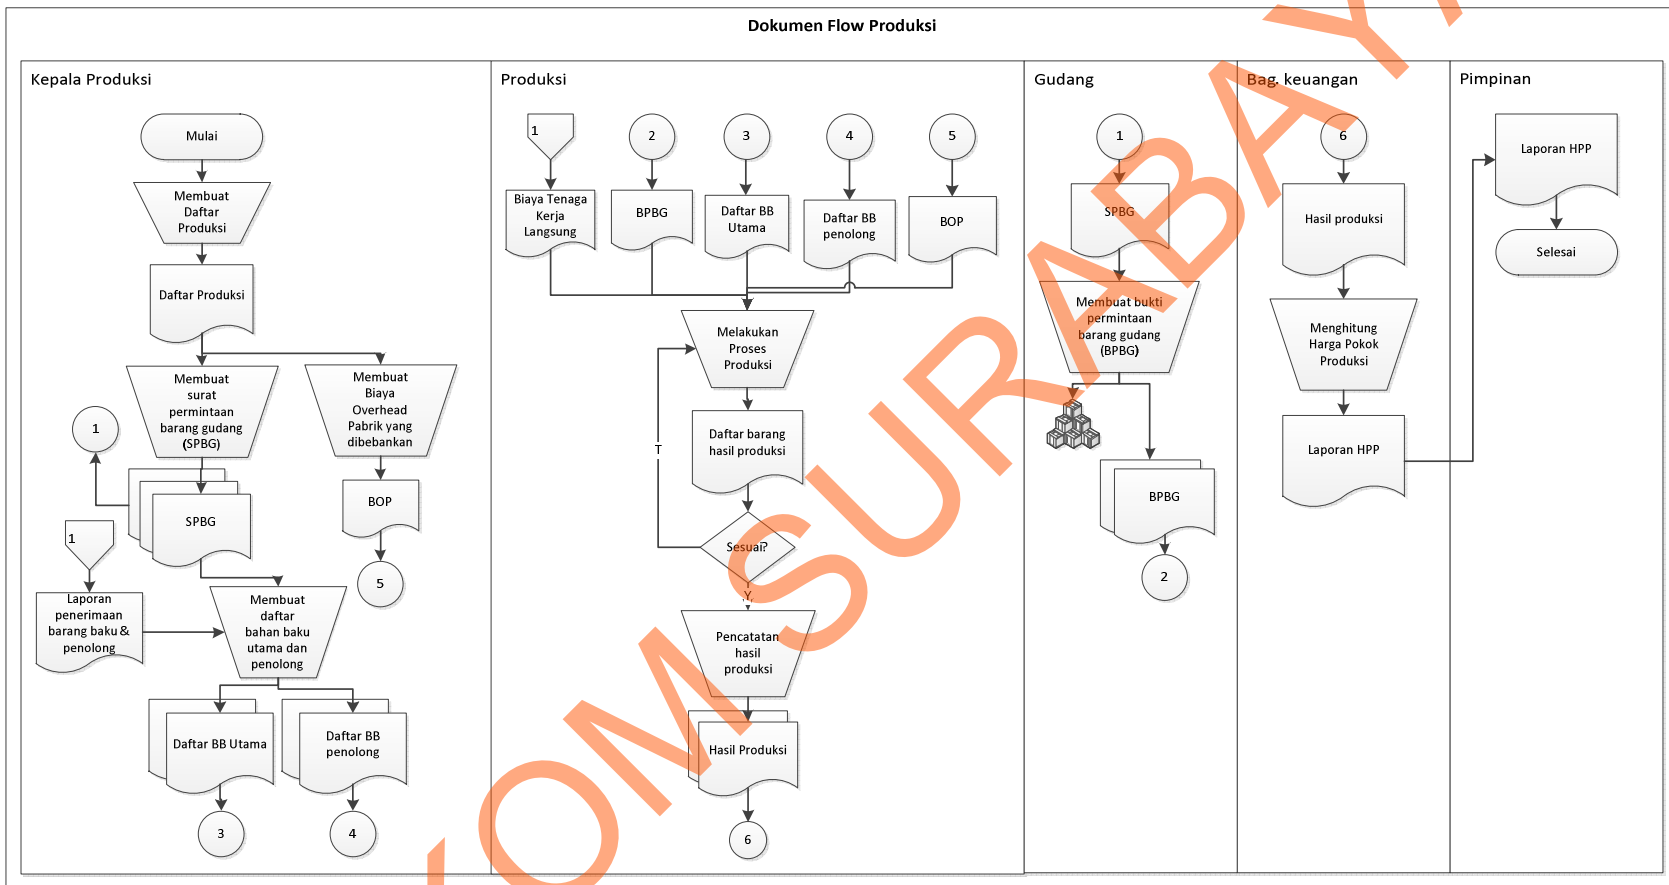 Dokumen Flow Produksi
Kepala Produksi
Mulai
Membuat
Daftar
Produksi
Daftar Produksi
Membuat
surat
permintaan
barang gudang
(SPBG)
Membuat
Biaya
Overhead
Pabrik yang
dibebankan
1
SPBG
BOP
5
1
Laporan
penerimaan
barang baku &
penolong
Membuat
daftar
bahan baku
utama dan
penolong
Daftar BB Utama
Daftar BB
penolong
3
4
Produksi
1
2
3
4
5
Biaya Tenaga
Kerja
Langsung
BPBG
Daftar BB
Utama
Daftar BB
penolong
BOP
Melakukan
Proses
Produksi
Daftar barang
hasil produksi
T
Sesuai?
Y
Pencatatan
hasil
produksi
Hasil Produksi
6
Gudang
1
SPBG
Membuat bukti
permintaan
barang gudang
(BPBG)
BPBG
2
Bag. keuangan
6
Hasil produksi
Menghitung
Harga Pokok
Produksi
Laporan HPP
Pimpinan
Laporan HPP
Selesai
KOM SURABAYA